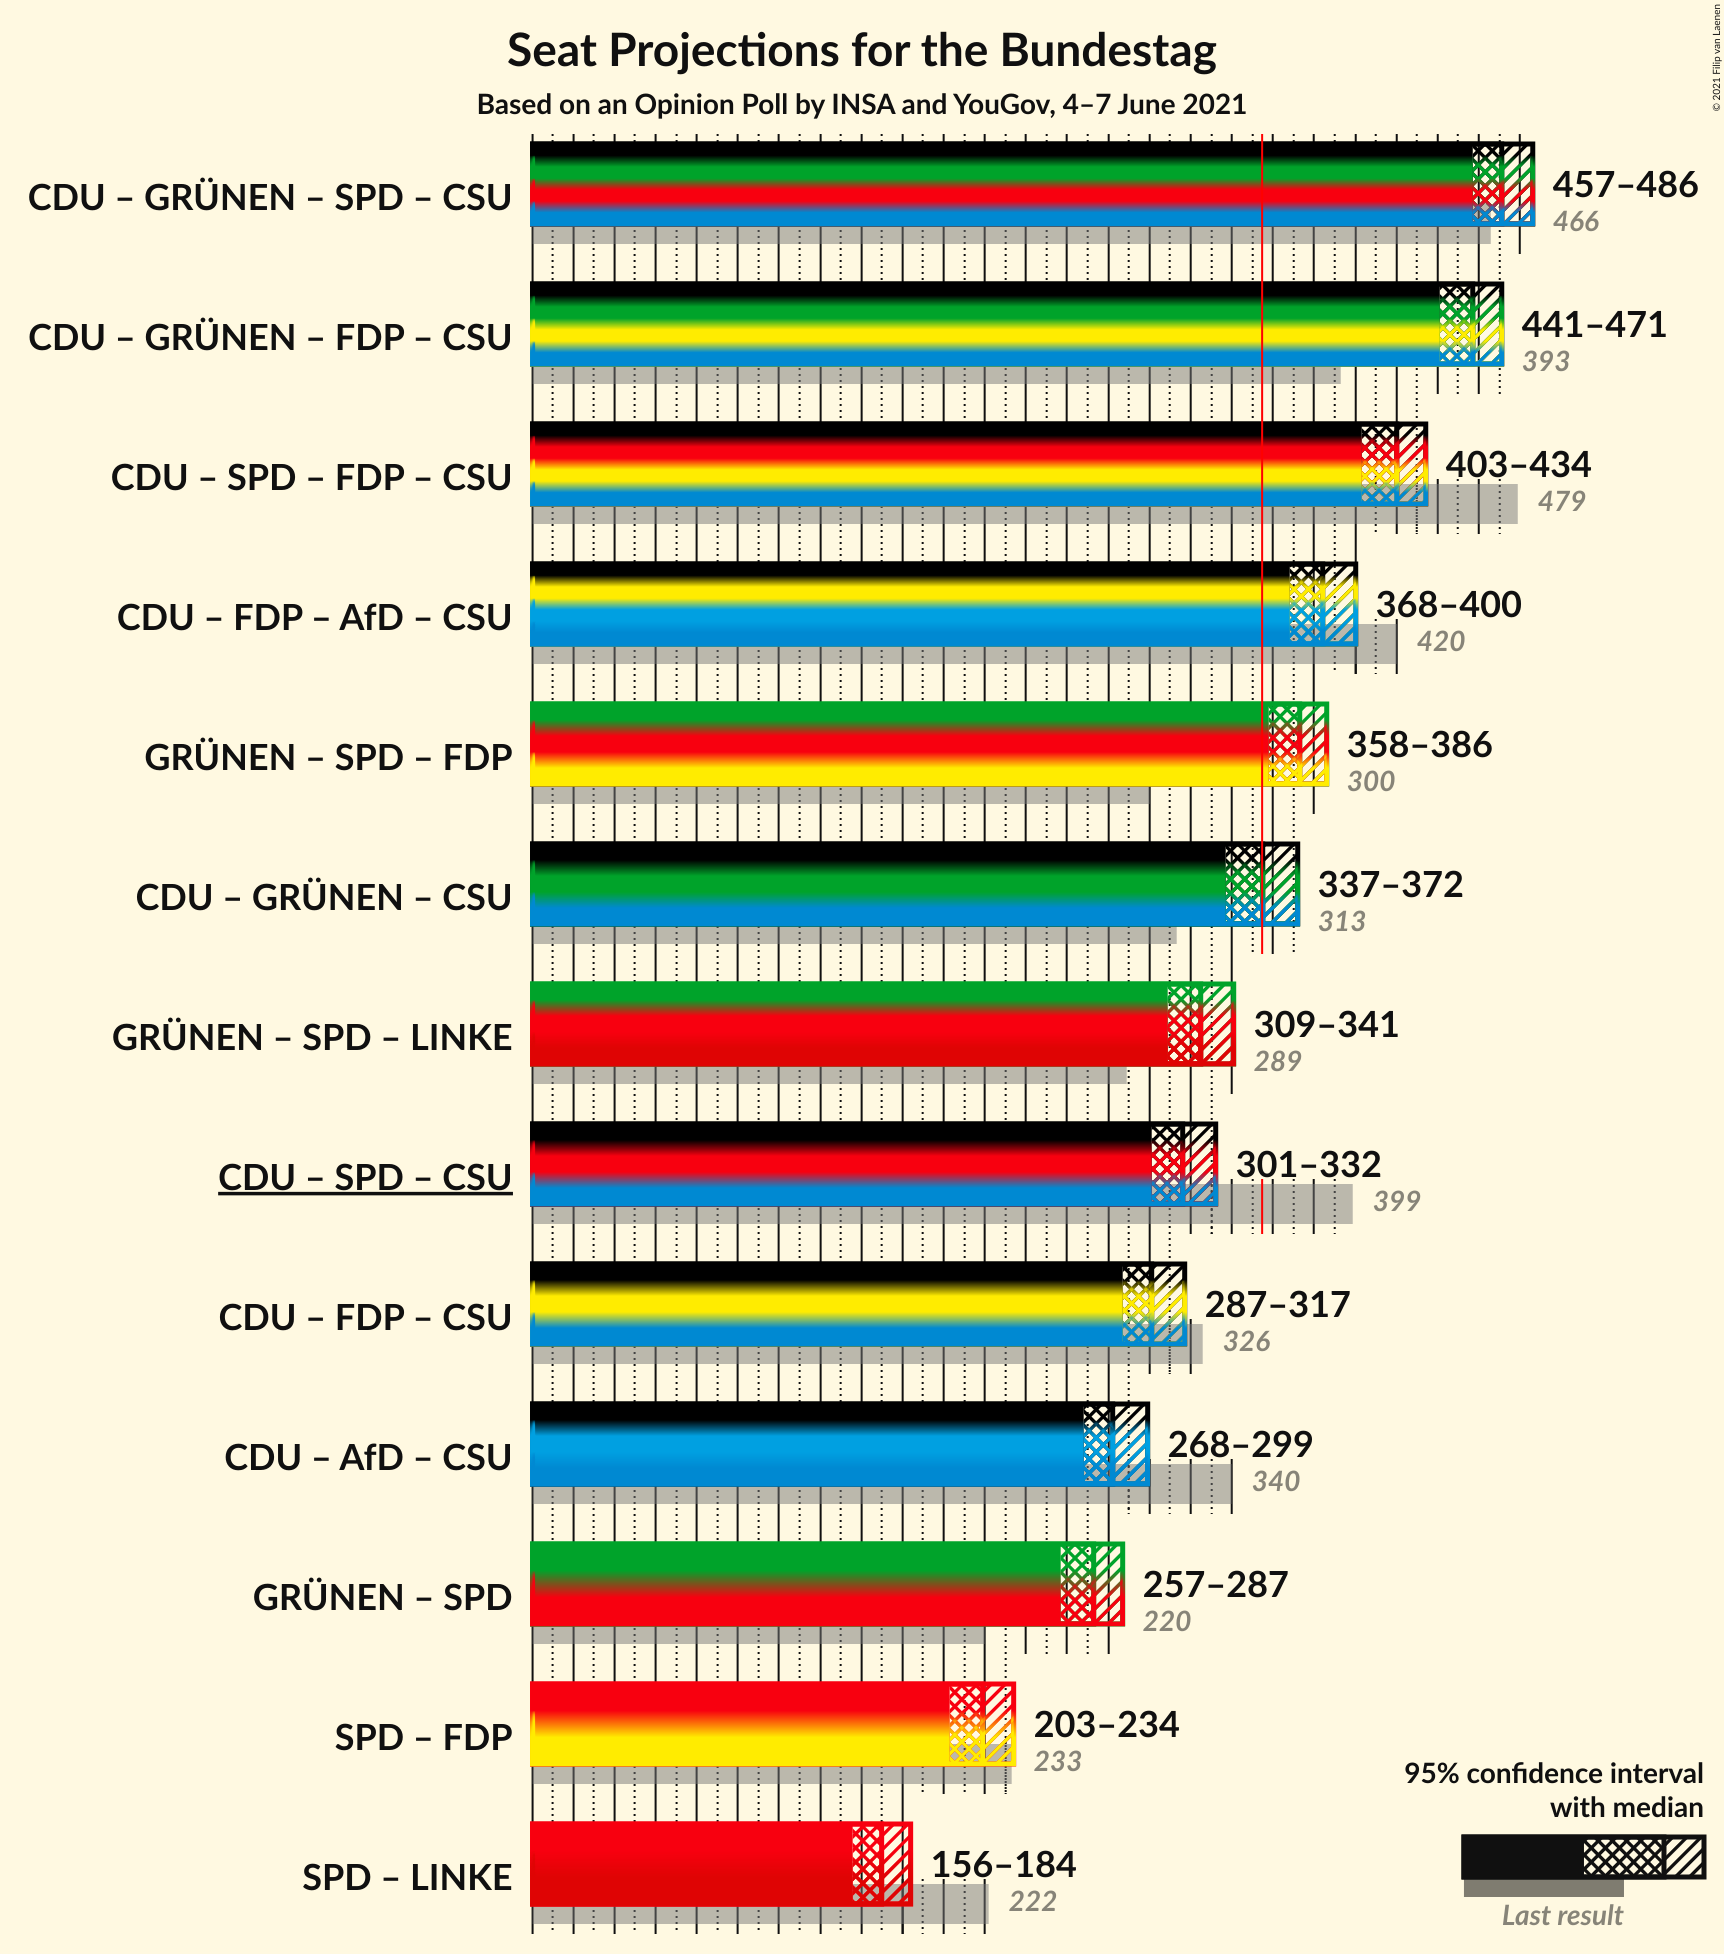 Seat Projections for the Bundestag
Based on an Opinion Poll by INSA and YouGov, 4–7 June 2021
© 2021 Filip van Laenen
CDU – GRÜNEN – SPD – CSU
457–486
466
CDU – GRÜNEN – FDP – CSU
441–471
393
CDU – SPD – FDP – CSU
403–434
479
CDU – FDP – AfD – CSU
368–400
420
GRÜNEN – SPD – FDP
358–386
300
CDU – GRÜNEN – CSU
337–372
313
GRÜNEN – SPD – LINKE
309–341
289
CDU – SPD – CSU
301–332
399
CDU – FDP – CSU
287–317
326
CDU – AfD – CSU
268–299
340
GRÜNEN – SPD
257–287
220
SPD – FDP
203–234
233
SPD – LINKE
156–184
222
95% confidence interval
with median
Last result